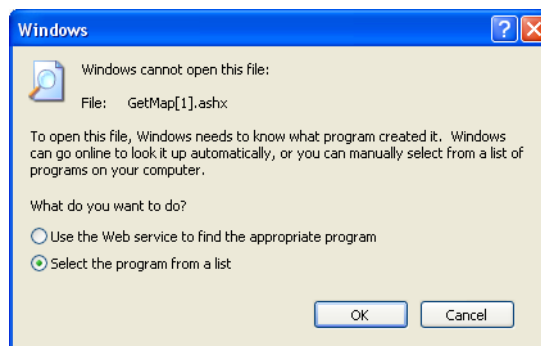 Windows
Windows cannot open this file:
File: GetMap[1].ashx
To open this file, Windows needs to know what program created it. Windows
can go online to look it up automatically, or you can manually select from a list of
programs on your computer.
What do you want to do?
Use the Web service to find the appropriate program
Select the program from a list
OK Cancel